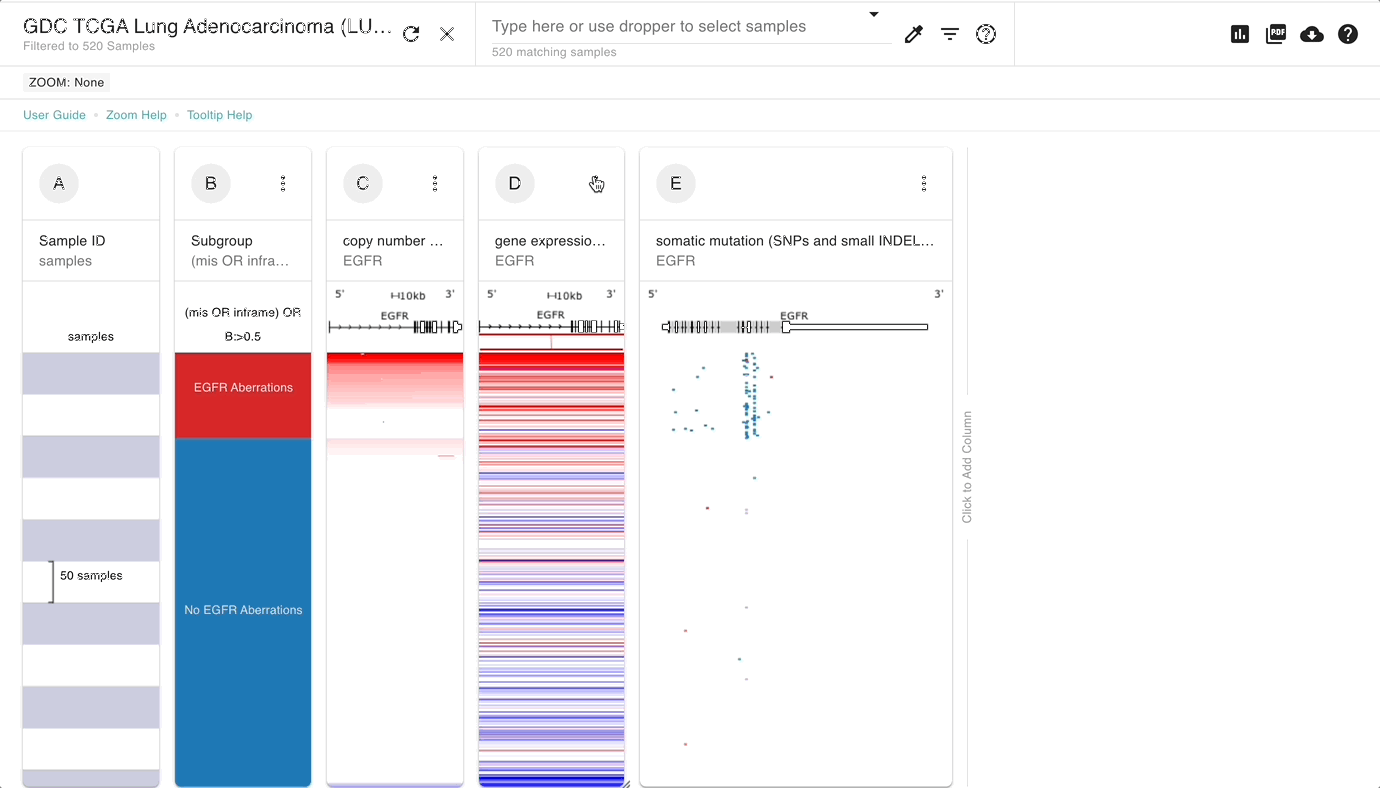 GDC TCGA Lung Adenocarcinoma (LU...
Filtered to 520 Samples
Type here or use dropper to select samples
520 matching samples
PDF
ZOOM: None
User Guide • Zoom Help • Tooltip Help
A
Sample ID
samples
samples
50 samples
B
Subgroup
(mis OR infra...
(mis OR inframe) OR
B:>0.5
EGFR Aberrations
No EGFR Aberrations
C
copy number ...
EGFR
5' 10kb 3'
EGFR
D
gene expressio...
EGFR
5' 10kb 3'
EGFR
E
somatic mutation (SNPs and small INDEL...
EGFR
5' 3'
EGFR
Click to Add Column